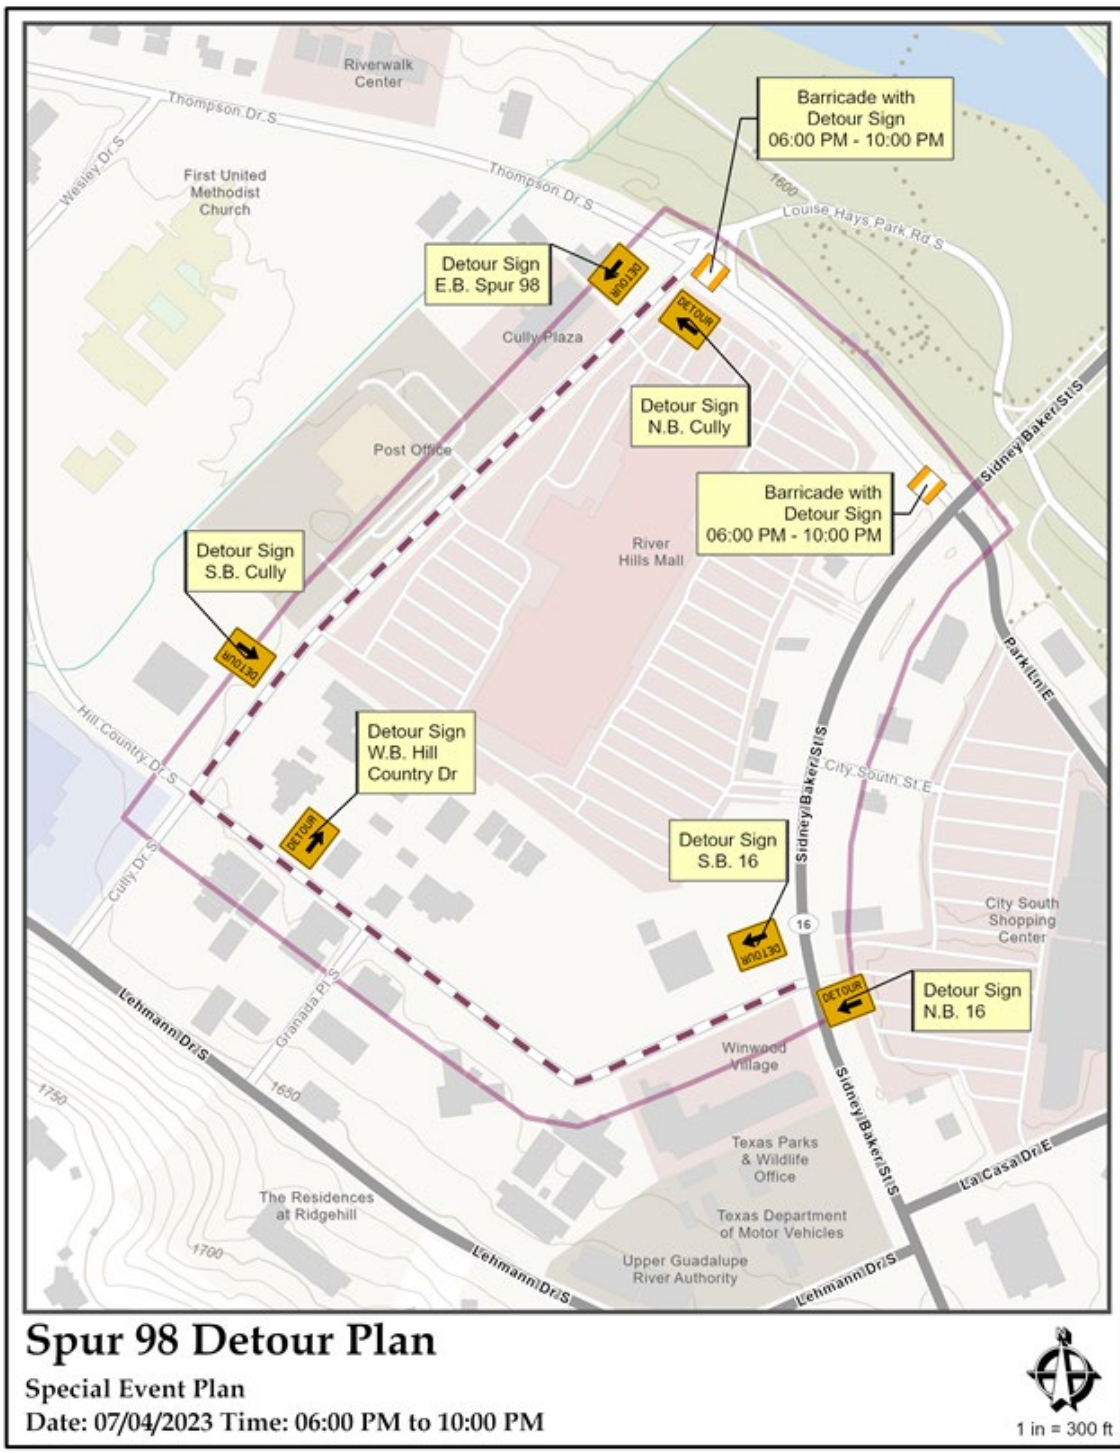 Riverwalk
Center
Thompson Dr S
Wesley Dr S
First United
Methodist
Church
Thompson Dr S
Barricade with
Detour Sign
06:00 PM - 10:00 PM
1600
Louise Hays Park Rd S
Detour Sign
E.B. Spur 98
DETOUR
DETOUR
Cully Plaza
Detour Sign
N.B. Cully
Sidney Baker St S
Post Office
Barricade with
Detour Sign
06:00 PM - 10:00 PM
River
Hills Mall
Detour Sign
S.B. Cully
DETOUR
Park Ln E
Hill Country Dr S
Detour Sign
W.B. Hill
Country Dr
DETOUR
Sidney Baker St S
City South St E
Detour Sign
S.B. 16
Cully Dr S
City South
Shopping
Center
16
DETOUR
DETOUR
Detour Sign
N.B. 16
Granada Pl S
Lehmann Dr S
Winwood
Village
1750
1650
Sidney Baker St S
Texas Parks
& Wildlife
Office
La Casa Dr E
The Residences
at Ridgehill
Texas Department
of Motor Vehicles
1700
Lehmann Dr S
Upper Guadalupe
River Authority
Lehmann Dr S
Spur 98 Detour Plan
Special Event Plan
Date: 07/04/2023 Time: 06:00 PM to 10:00 PM
1 in = 300 ft